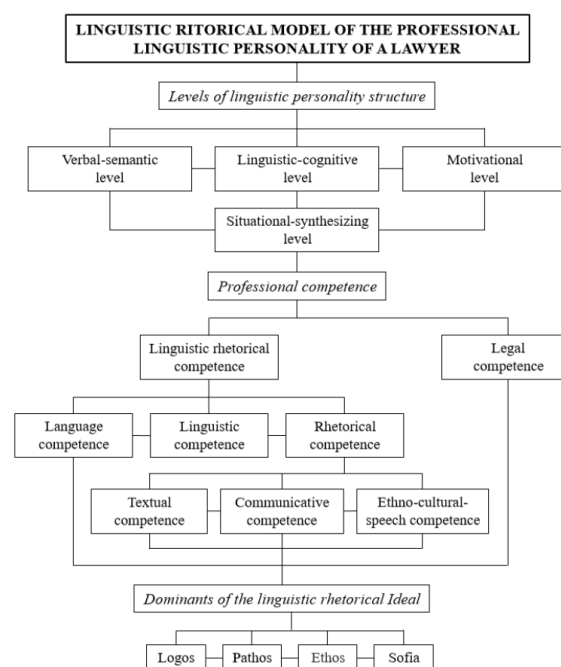 LINGUISTIC RITORICAL MODEL OF THE PROFESSIONAL
LINGUISTIC PERSONALITY OF A LAWYER
Levels of linguistic personality structure
Verbal-semantic
level
Linguistic-cognitive
level
Motivational
level
Situational-synthesizing
level
Professional competence
Linguistic rhetorical
competence
Legal
competence
Language
competence
Linguistic
competence
Rhetorical
competence
Textual
competence
Communicative
competence
Ethno-cultural-
speech competence
Dominants of the linguistic rhetorical Ideal
Logos
Pathos
Ethos
Sofia